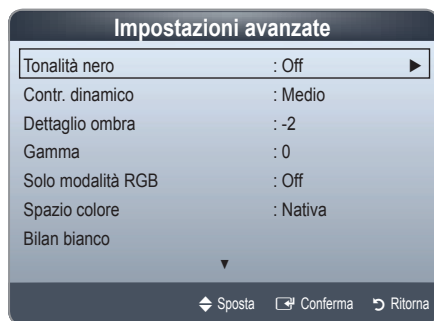 Impostazioni avanzate
Tonalità nero : Off
Contr. dinamico : Medio
Dettaglio ombra : -2
Gamma : 0
Solo modalità RGB : Off
Spazio colore : Nativa
Bilan bianco
Sposta Conferma Ritorna